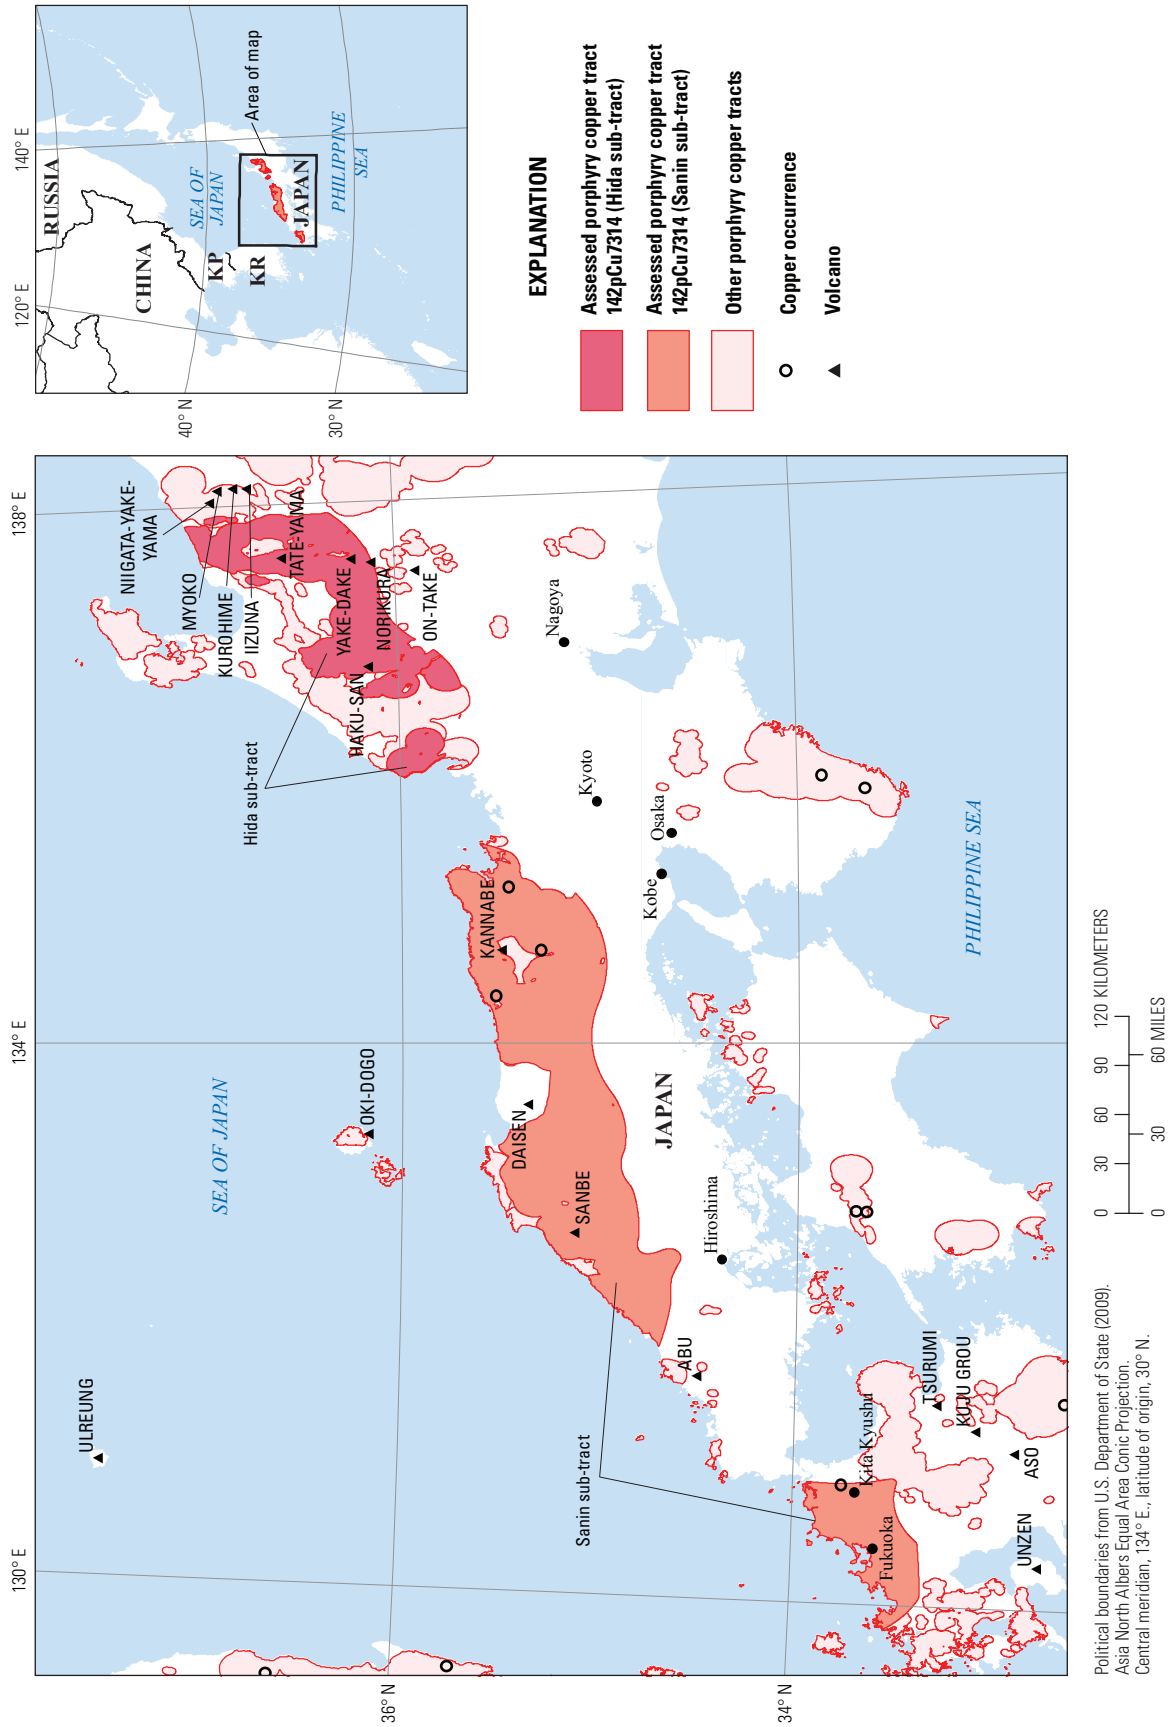 130° E
134° E
138° E
36° N
34° N
ULREUNG
SEA OF JAPAN
OKI-DOGO
Hida sub-tract
NIIGATA-YAKE-
YAMA
MYOKO
KUROHIME
IIZUNA
TATE-YAMA
YAKE-DAKE
NORIKURA
HAKU-SAN
ON-TAKE
KANNABE
DAISEN
SANBE
Sanin sub-tract
ABU
JAPAN
Hiroshima
Kobe
Osaka
Kyoto
Nagoya
Kita Kyushu
Fukuoka
TSURUMI
KUJU GROU
ASO
UNZEN
PHILIPPINE SEA
120° E
140° E
40° N
30° N
RUSSIA
CHINA
KP
KR
SEA OF
JAPAN
JAPAN
PHILIPPINE
SEA
Area of map
EXPLANATION
Assessed porphyry copper tract
142pCu7314 (Hida sub-tract)
Assessed porphyry copper tract
142pCu7314 (Sanin sub-tract)
Other porphyry copper tracts
Copper occurrence
Volcano
Political boundaries from U.S. Department of State (2009).
Asia North Albers Equal Area Conic Projection.
Central meridian, 134° E., latitude of origin, 30° N.
0 30 60 90 120 KILOMETERS
0 30 60 MILES